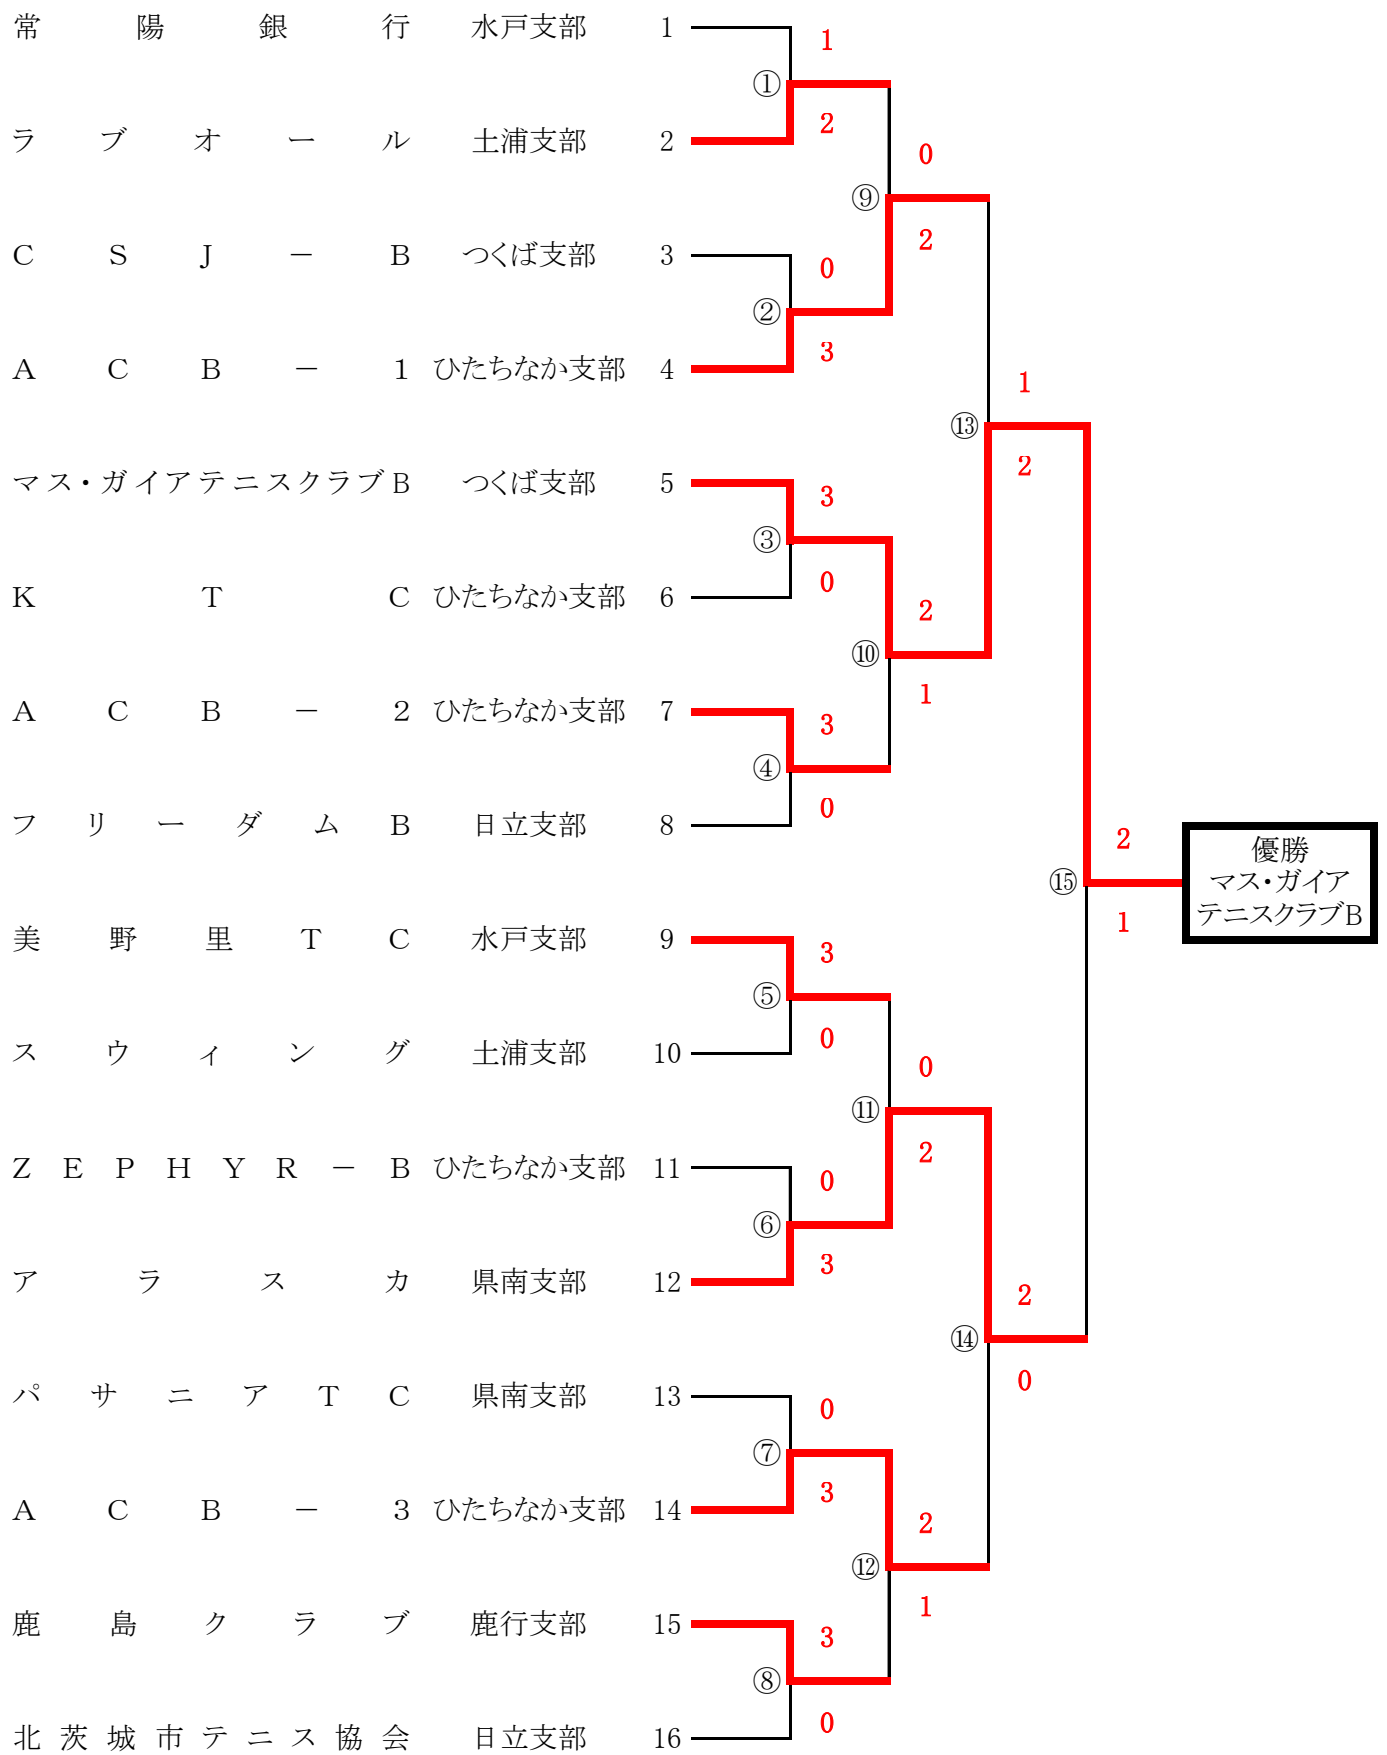 常陽銀行 水戸支部 1
1
①
2
ラブオール 土浦支部 2
0
⑨
2
CSJ－B つくば支部 3
0
②
3
ACB－1 ひたちなか支部 4
1
⑬
2
マス・ガイアテニスクラブB つくば支部 5
3
③
0
KTC ひたちなか支部 6
2
⑩
1
ACB－2 ひたちなか支部 7
3
④
0
フリーダムB 日立支部 8
2
⑮
1
優勝
マス・ガイア
テニスクラブB
美野里TC 水戸支部 9
3
⑤
0
スウィング 土浦支部 10
0
⑪
2
ZEPHYR－B ひたちなか支部 11
0
⑥
3
アラスカ 県南支部 12
2
⑭
0
パサニアTC 県南支部 13
0
⑦
3
ACB－3 ひたちなか支部 14
2
⑫
1
鹿島クラブ 鹿行支部 15
3
⑧
0
北茨城市テニス協会 日立支部 16